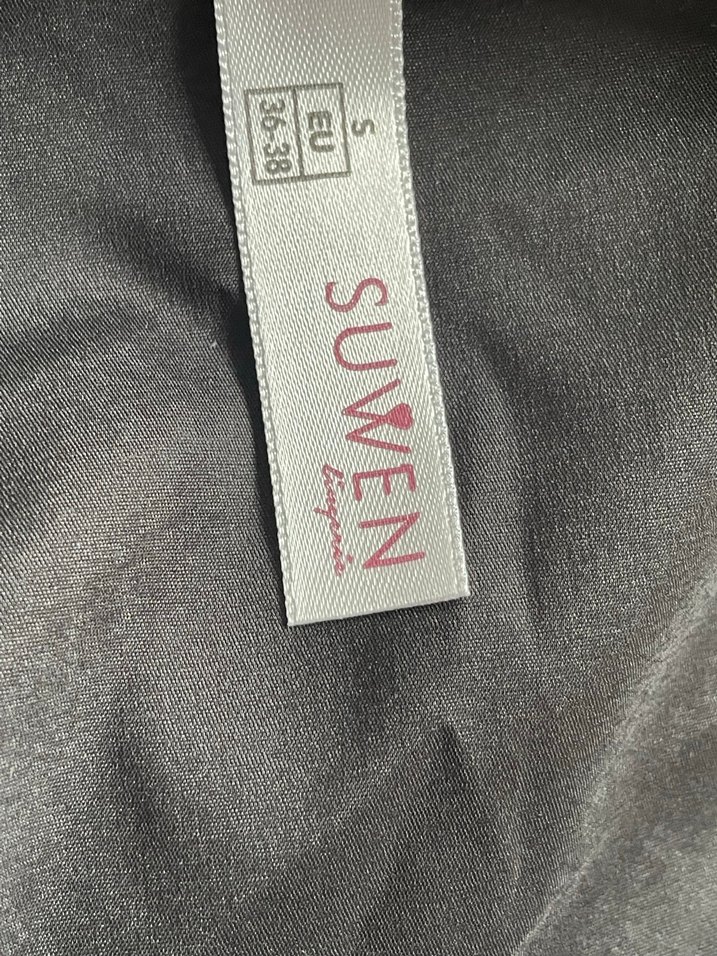 S
EU
36-38
SUWEN
lingerie